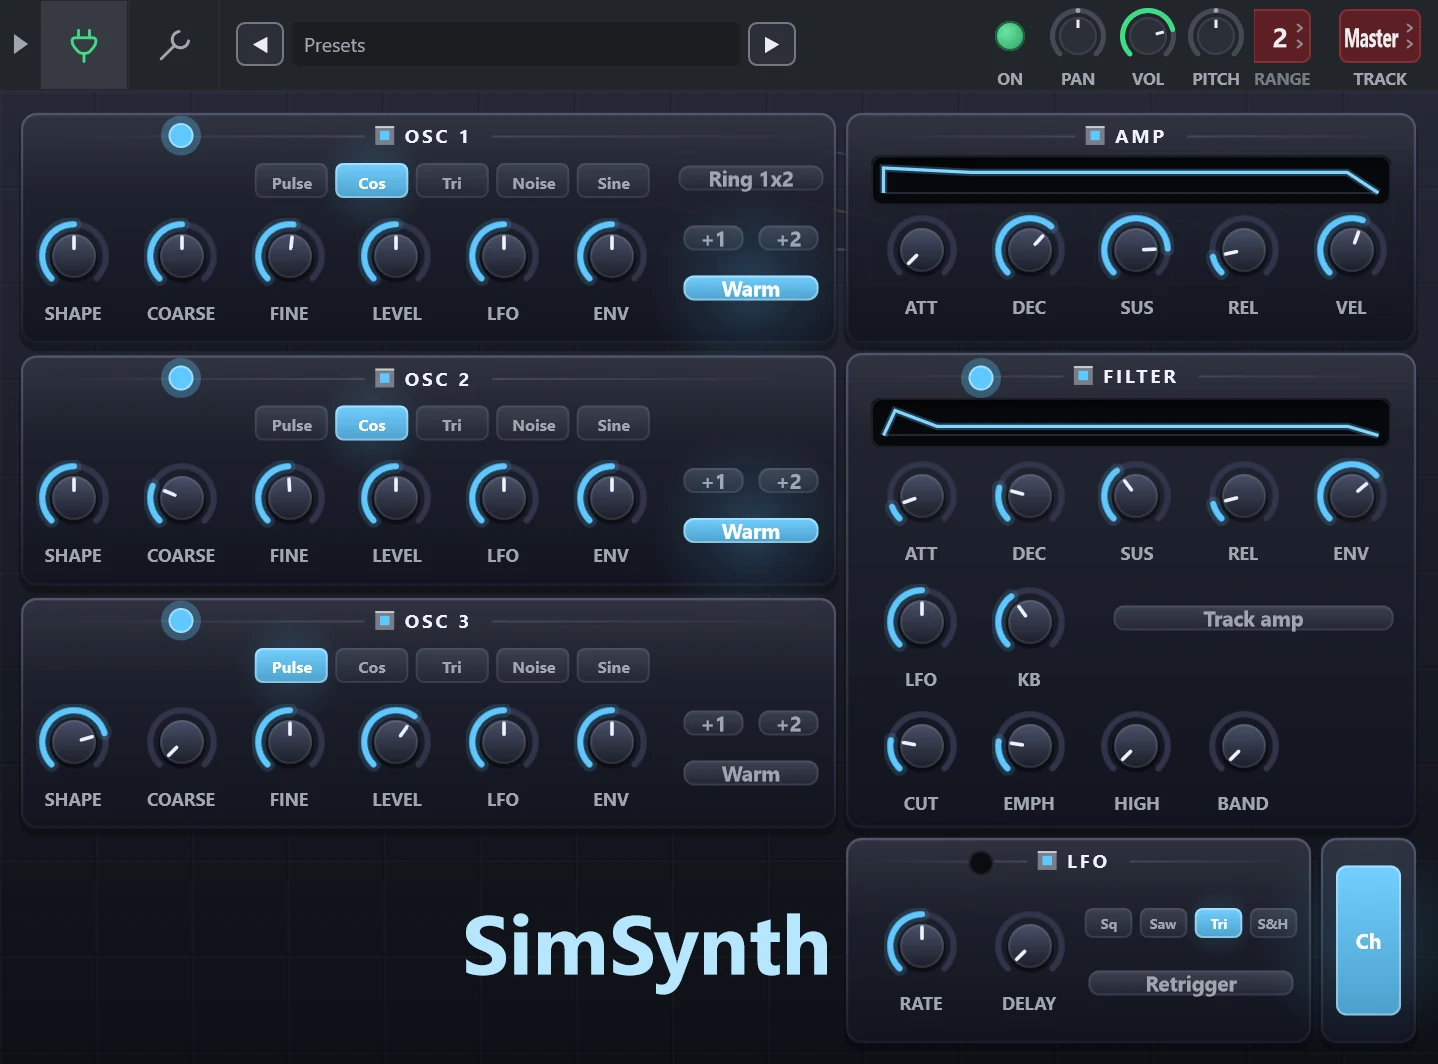 Presets
ON PAN VOL PITCH 2 RANGE Master TRACK
OSC 1
Pulse Cos Tri Noise Sine
Ring 1x2
+1 +2
Warm
SHAPE COARSE FINE LEVEL LFO ENV
OSC 2
Pulse Cos Tri Noise Sine
+1 +2
Warm
SHAPE COARSE FINE LEVEL LFO ENV
OSC 3
Pulse Cos Tri Noise Sine
+1 +2
Warm
SHAPE COARSE FINE LEVEL LFO ENV
SimSynth
AMP
ATT DEC SUS REL VEL
FILTER
ATT DEC SUS REL ENV
Track amp
LFO KB
CUT EMPH HIGH BAND
LFO
Sq Saw Tri S&H
Retrigger
RATE DELAY
Ch